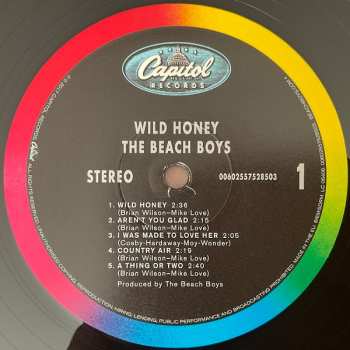 Capitol
RECORDS
WILD HONEY
THE BEACH BOYS
STEREO
00602557528503
1
1. WILD HONEY 2:36
(Brian Wilson–Mike Love)
2. AREN'T YOU GLAD 2:15
(Brian Wilson–Mike Love)
3. I WAS MADE TO LOVE HER 2:05
(Cosby-Hardaway-Moy-Wonder)
4. COUNTRY AIR 2:19
(Brian Wilson–Mike Love)
5. A THING OR TWO 2:40
(Brian Wilson–Mike Love)
Produced by The Beach Boys